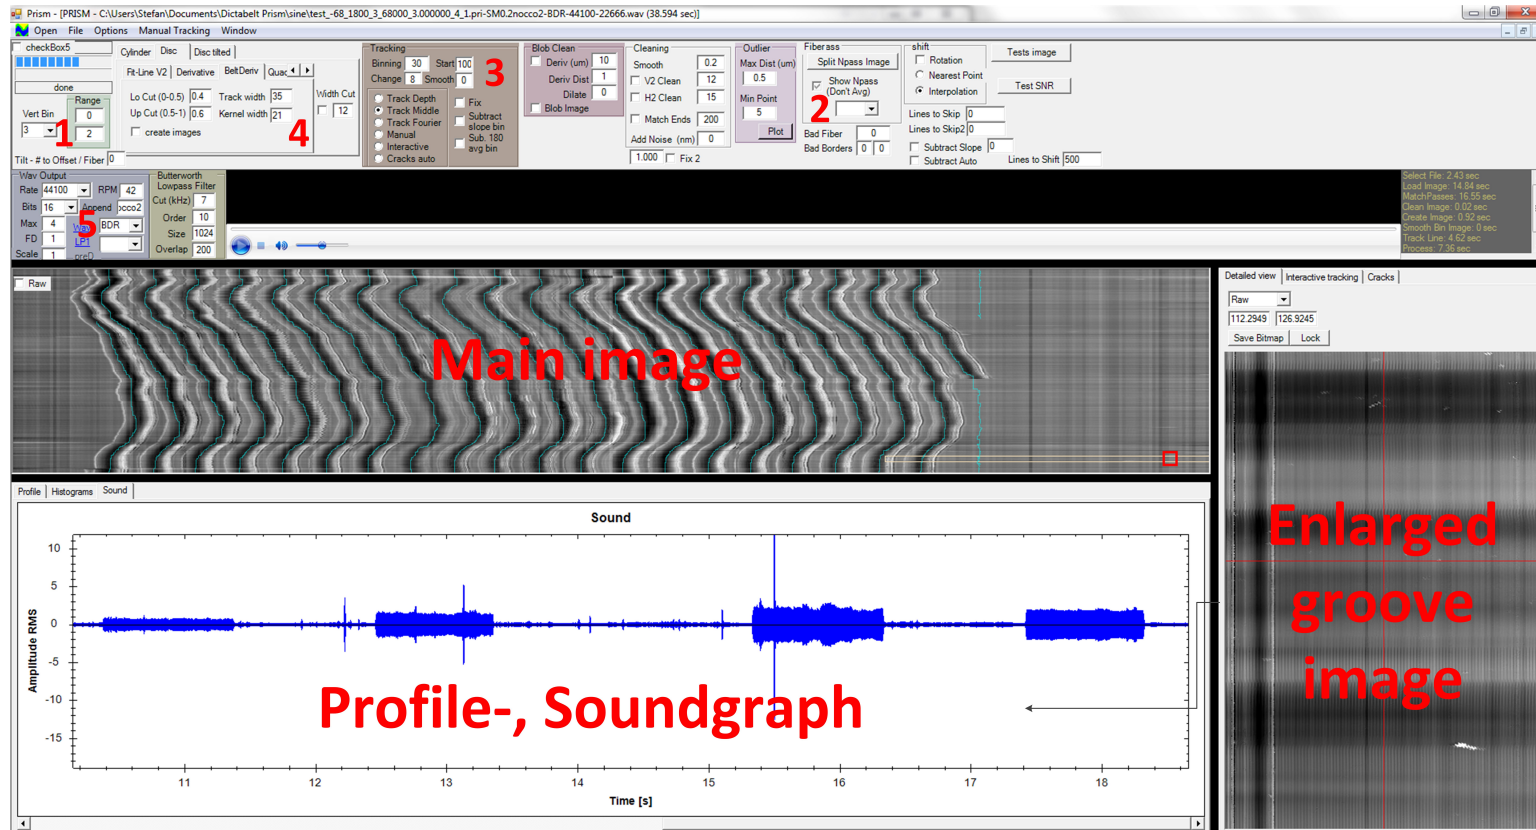 Prism - [PRISM - C:\Users\Stefan\Documents\Dictabelt Prism\sine\test_-68_1800_3_68000_3.000000_4_1.pri-SM0.2nocco2-BDR-44100-22666.wav (38.594 sec)]
Open File Options Manual Tracking Window
checkBox5
done
Vert Bin
3
Range
0
2
1
Tilt - # to Offset / Fiber 0
Cylinder Disc Disc tilted
Fit-Line V2 Derivative BeltDeriv Quad
Lo Cut (0-0.5) 0.4 Track width 35
Up Cut (0.5-1) 0.6 Kernel width 21
create images
4
Width Cut
12
Tracking
Binning 30 Start 100
Change 8 Smooth 0
3
Track Depth
Track Middle
Track Fourier
Manual
Interactive
Cracks auto
Fix
Subtract
slope bin
Sub. 180
avg bin
Blob Clean
Deriv (um) 10
Deriv Dist 1
Dilate 0
Blob Image
Cleaning
Smooth 0.2
V2 Clean 12
H2 Clean 15
Match Ends 200
Add Noise (nm) 0
1.000 Fix 2
Outlier
Max Dist (um)
0.5
Min Point
5
Plot
Fiberass
Split Npass Image
Show Npass
(Don't Avg)
2
Bad Fiber 0
Bad Borders 0 0
shift
Rotation
Nearest Point
Interpolation
Lines to Skip 0
Lines to Skip2 0
Subtract Slope 0
Subtract Auto
Lines to Shift 500
Tests image
Test SNR
Wav Output
Rate 44100 RPM 42
Bits 16 Append occo2
Max 4 Wav BDR
FD 1 LP1
Scale 1 preD
5
Butterworth
Lowpass Filter
Cut (kHz) 7
Order 10
Size 1024
Overlap 200
Select File: 2.43 sec
Load Image: 14.84 sec
MatchPasses: 16.55 sec
Clean Image: 0.02 sec
Create Image: 0.92 sec
Smooth Bin Image: 0 sec
Track Line: 4.62 sec
Process: 7.36 sec
Raw
Main image
Detailed view Interactive tracking Cracks
Raw
112.2949 126.9245
Save Bitmap Lock
Enlarged
groove
image
Profile Histograms Sound
Sound
Amplitude RMS
10
5
0
-5
-10
-15
Profile-, Soundgraph
11 12 13 14 15 16 17 18
Time [s]